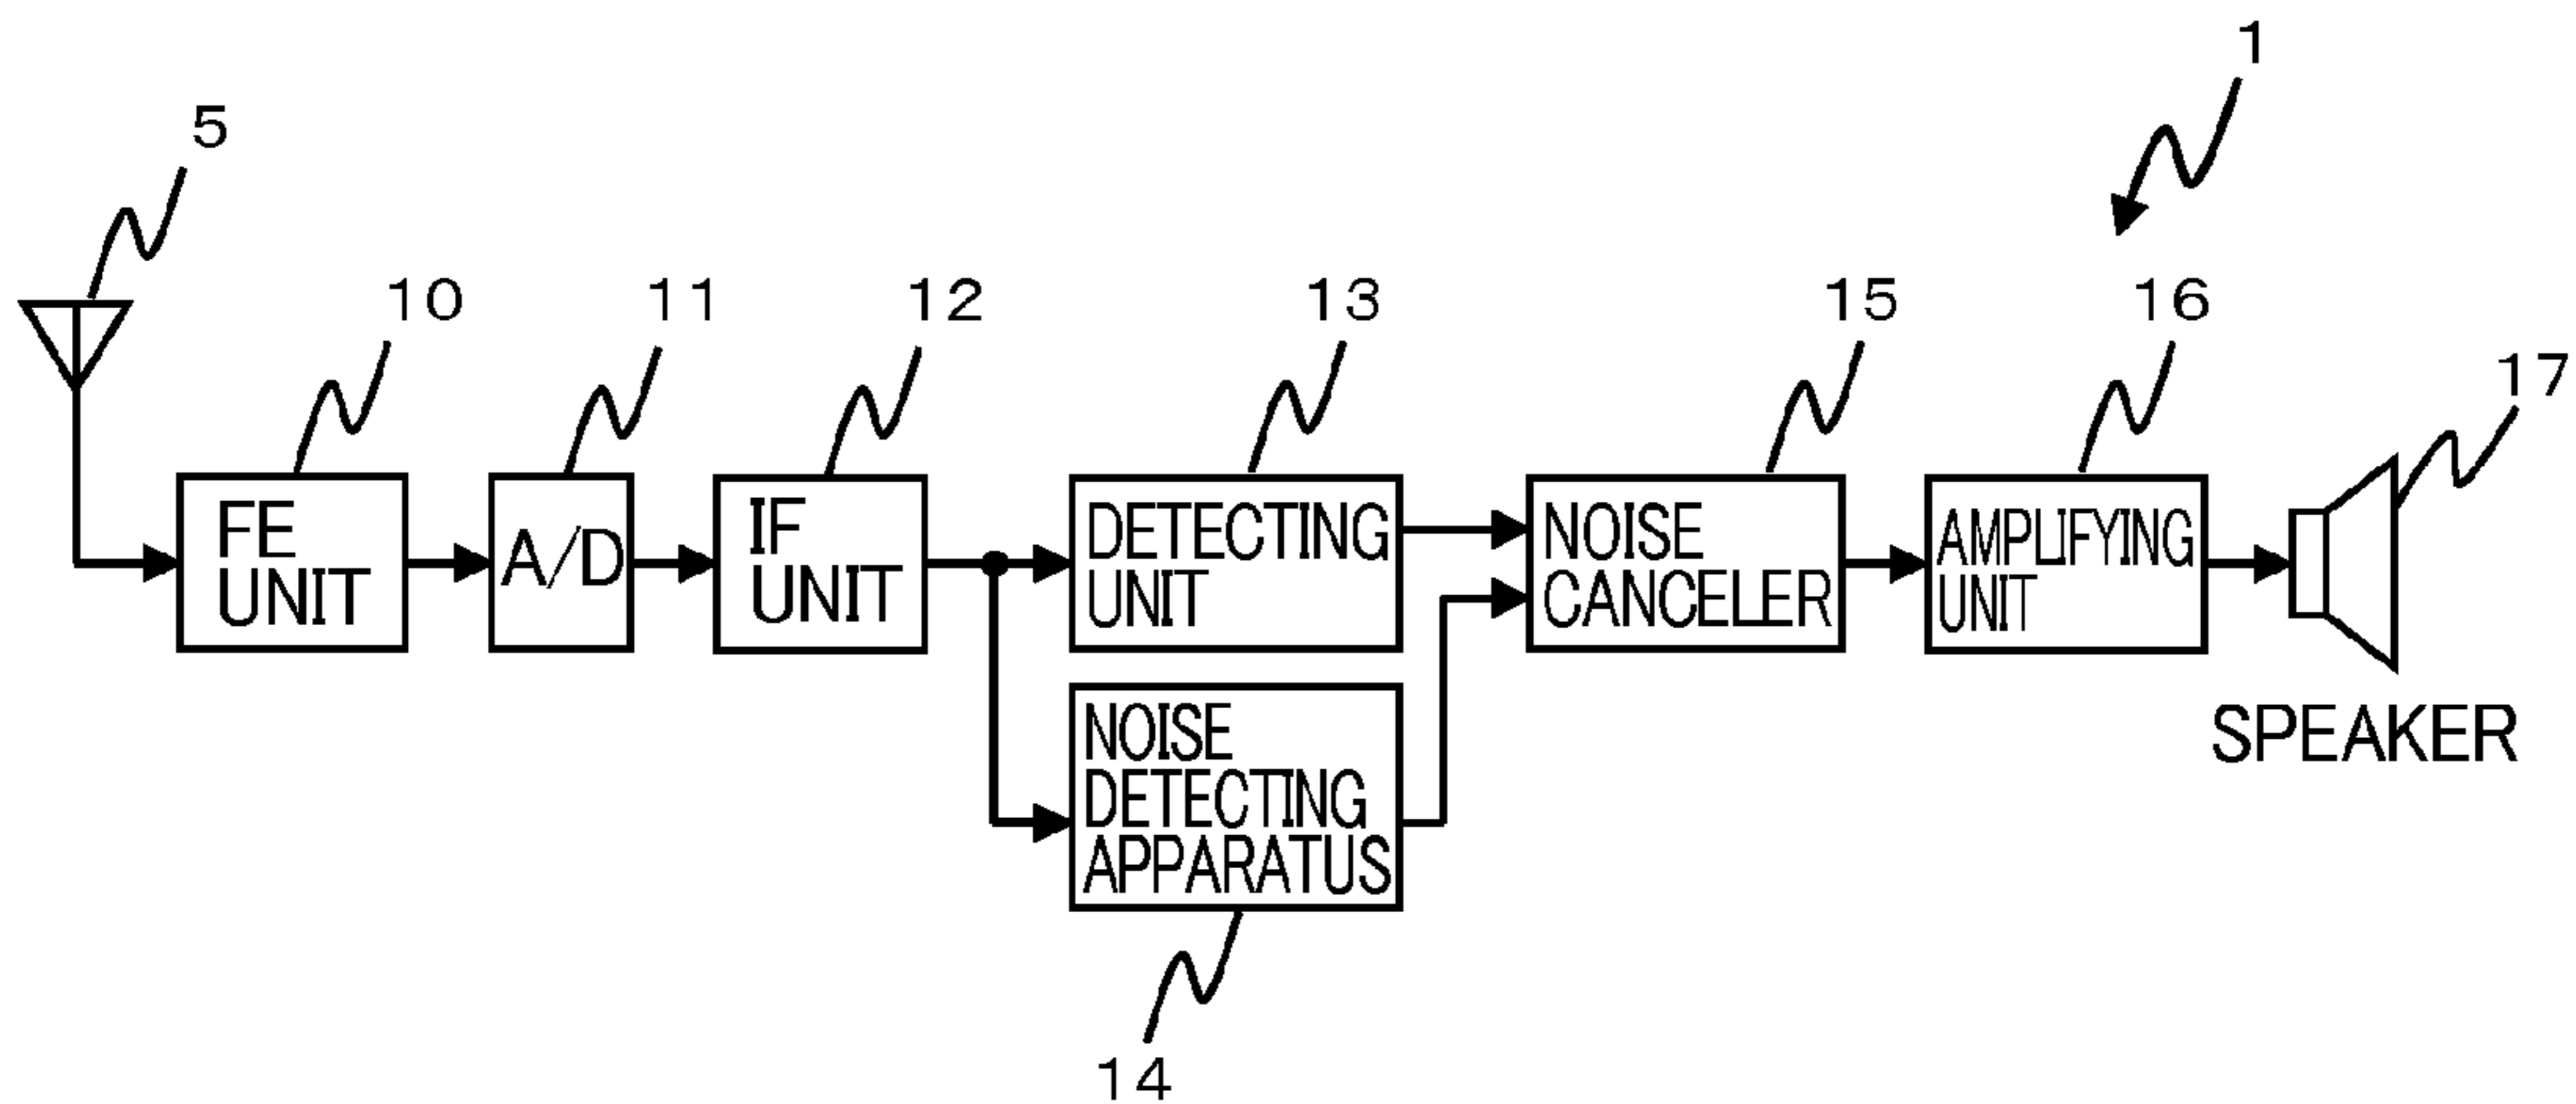 1
5
10
11
12
13
15
16
17
FE
UNIT
A/D
IF
UNIT
DETECTING
UNIT
NOISE
CANCELER
AMPLIFYING
UNIT
SPEAKER
NOISE
DETECTING
APPARATUS
14